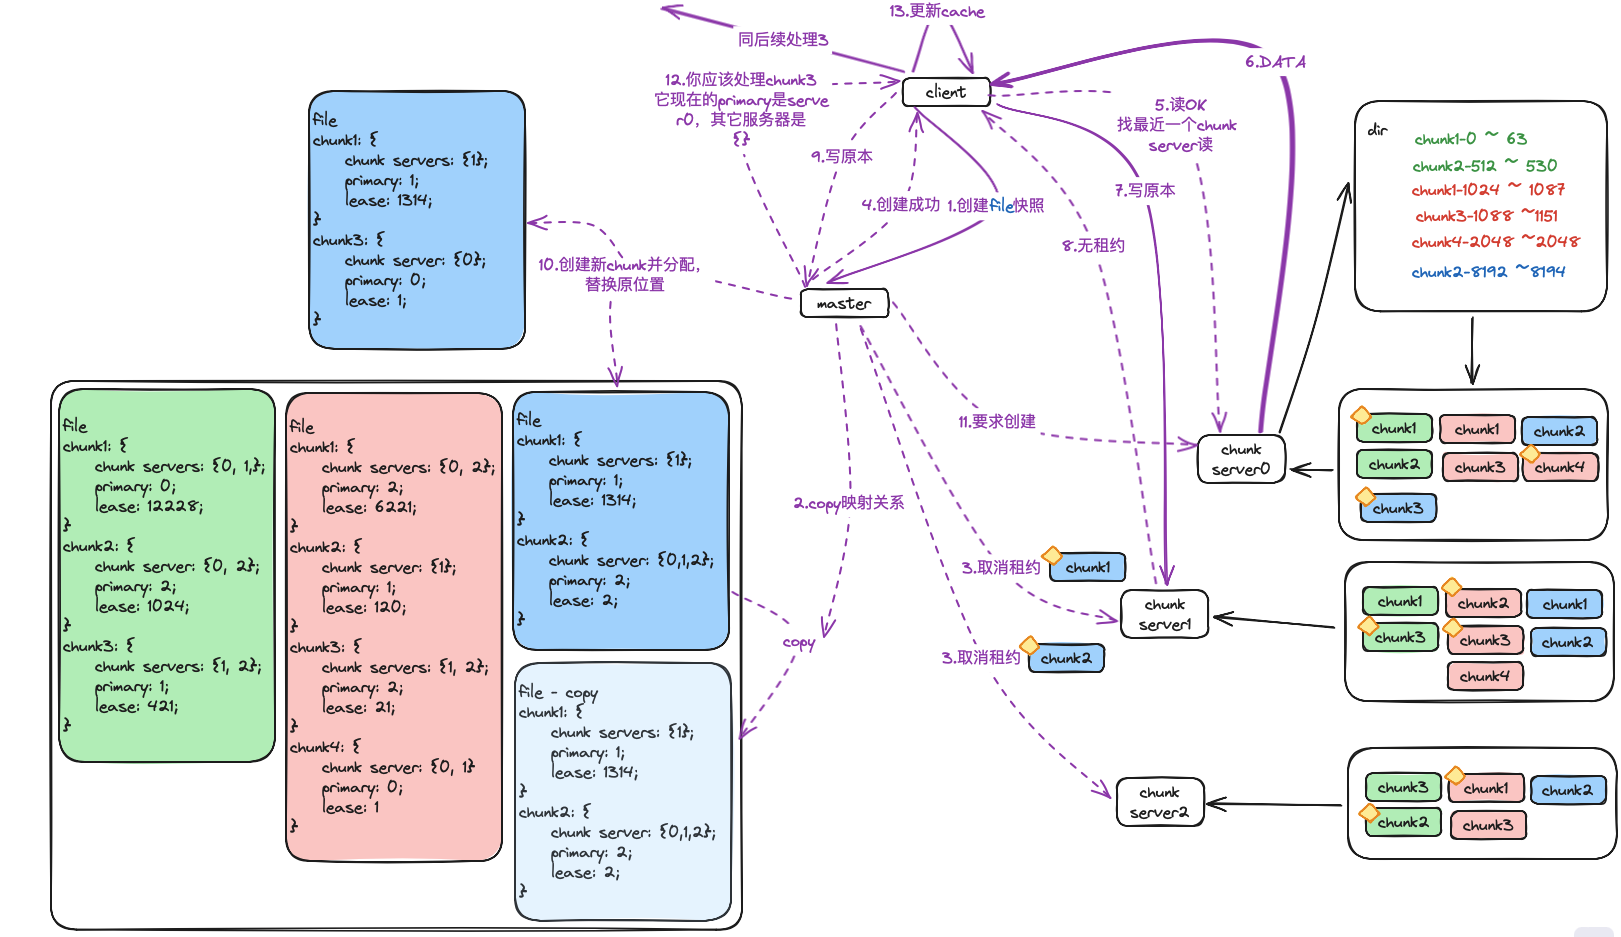 13.更新cache
同后续处理3
6.DATA
12.你应该处理chunk3
它现在的primary是serve
r0，其它服务器是
{}
client
5.读OK
找最近一个chunk
server读
9.写原本
4.创建成功
1.创建file快照
7.写原本
8.无租约
10.创建新chunk并分配，
替换原位置
master
11.要求创建
2.copy映射关系
3.取消租约
chunk1
3.取消租约
chunk2
copy
file
chunk1: {
chunk servers: {1};
primary: 1;
lease: 1314;
}
chunk3: {
chunk server: {0};
primary: 0;
lease: 1;
}
file
chunk1: {
chunk servers: {0, 1,};
primary: 0;
lease: 12228;
}
chunk2: {
chunk server: {0, 2};
primary: 2;
lease: 1024;
}
chunk3: {
chunk servers: {1, 2};
primary: 1;
lease: 421;
}
file
chunk1: {
chunk servers: {0, 2};
primary: 2;
lease: 6221;
}
chunk2: {
chunk server: {1};
primary: 1;
lease: 120;
}
chunk3: {
chunk servers: {1, 2};
primary: 2;
lease: 21;
}
chunk4: {
chunk server: {0, 1}
primary: 0;
lease: 1
}
file
chunk1: {
chunk servers: {1};
primary: 1;
lease: 1314;
}
chunk2: {
chunk server: {0,1,2};
primary: 2;
lease: 2;
}
file - copy
chunk1: {
chunk servers: {1};
primary: 1;
lease: 1314;
}
chunk2: {
chunk server: {0,1,2};
primary: 2;
lease: 2;
}
dir
chunk1-0 ~ 63
chunk2-512 ~ 530
chunk1-1024 ~ 1087
chunk3-1088 ~1151
chunk4-2048 ~2048
chunk2-8192 ~8194
chunk
server0
chunk1
chunk1
chunk2
chunk2
chunk3
chunk4
chunk3
chunk
server1
chunk1
chunk2
chunk1
chunk3
chunk3
chunk2
chunk4
chunk
server2
chunk3
chunk1
chunk2
chunk2
chunk3